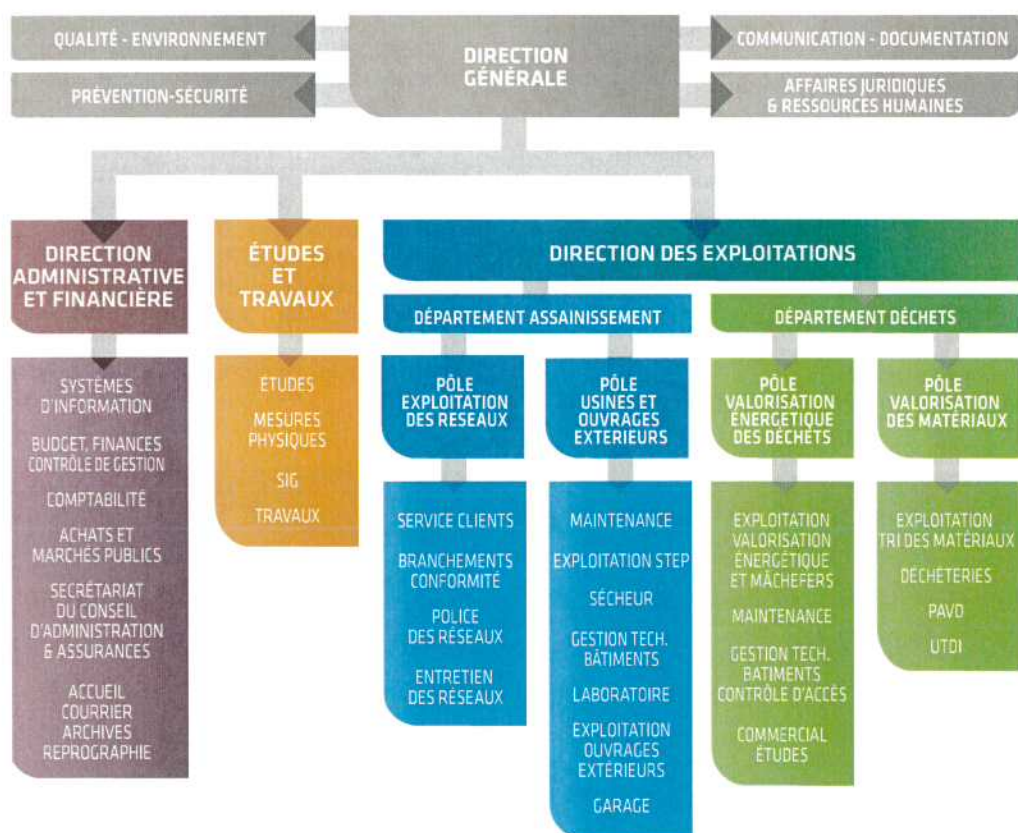 QUALITÉ - ENVIRONNEMENT
PRÉVENTION-SÉCURITÉ
DIRECTION
GÉNÉRALE
COMMUNICATION - DOCUMENTATION
AFFAIRES JURIDIQUES
& RESSOURCES HUMAINES
DIRECTION
ADMINISTRATIVE
ET FINANCIÈRE
SYSTÈMES
D'INFORMATION
BUDGET, FINANCES
CONTRÔLE DE GESTION
COMPTABILITÉ
ACHATS ET
MARCHÉS PUBLICS
SECRÉTARIAT
DU CONSEIL
D'ADMINISTRATION
& ASSURANCES
ACCUEIL
COURRIER
ARCHIVES
REPROGRAPHIE
ÉTUDES
ET
TRAVAUX
ÉTUDES
MESURES
PHYSIQUES
SIG
TRAVAUX
DIRECTION DES EXPLOITATIONS
DÉPARTEMENT ASSAINISSEMENT
PÔLE
EXPLOITATION
DES RESEAUX
SERVICE CLIENTS
BRANCHEMENTS
CONFORMITÉ
POLICE
DES RÉSEAUX
ENTRETIEN
DES RÉSEAUX
PÔLE
USINES ET
OUVRAGES
EXTERIEURS
MAINTENANCE
EXPLOITATION STEP
SÉCHEUR
GESTION TECH.
BÂTIMENTS
LABORATOIRE
EXPLOITATION
OUVRAGES
EXTÉRIEURS
GARAGE
DÉPARTEMENT DÉCHETS
PÔLE
VALORISATION
ÉNERGÉTIQUE
DES DÉCHETS
EXPLOITATION
VALORISATION
ÉNERGÉTIQUE
ET MÂCHEFERS
MAINTENANCE
GESTION TECH.
BATIMENTS
CONTRÔLE D'ACCÈS
COMMERCIAL
ÉTUDES
PÔLE
VALORISATION
DES MATÉRIAUX
EXPLOITATION
TRI DES MATÉRIAUX
DÉCHÈTERIES
PAVD
UTDI